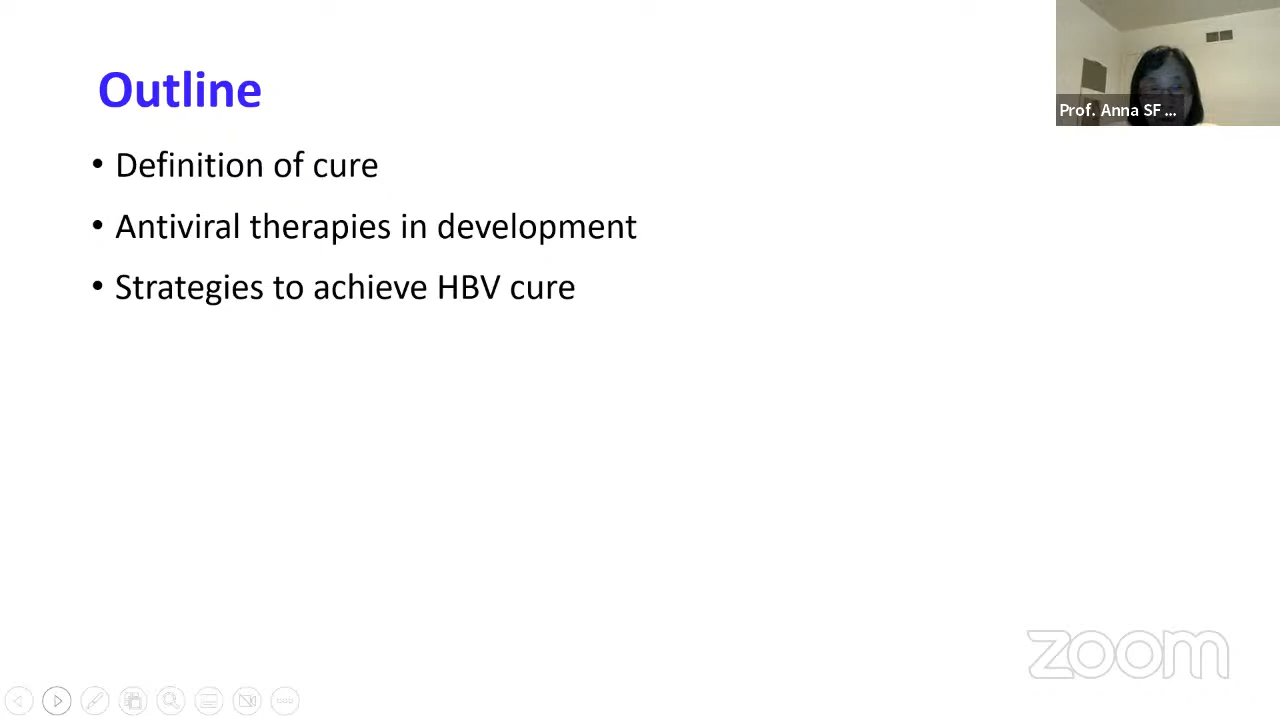 Outline
• Definition of cure
• Antiviral therapies in development
• Strategies to achieve HBV cure
Prof. Anna SF ...
zoom